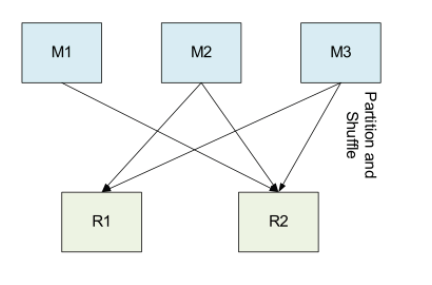 M1
M2
M3
Partition and
Shuffle
R1
R2